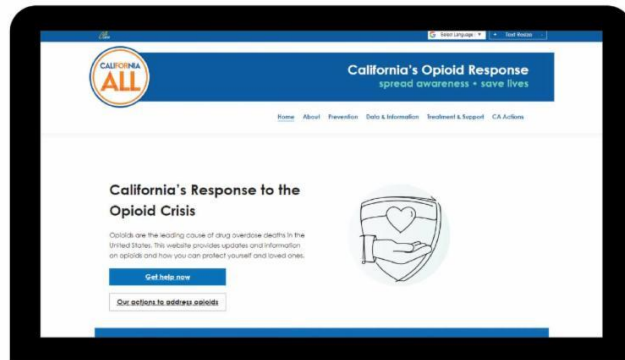 Select Language ▼
+ Text Resize -
CALIFORNIA
ALL
California's Opioid Response
spread awareness • save lives
Home About Prevention Data & Information Treatment & Support CA Actions
California's Response to the
Opioid Crisis
Opioids are the leading cause of drug overdose deaths in the
United States. This website provides updates and information
on opioids and how you can protect yourself and loved ones.
Get help now
Our actions to address opioids